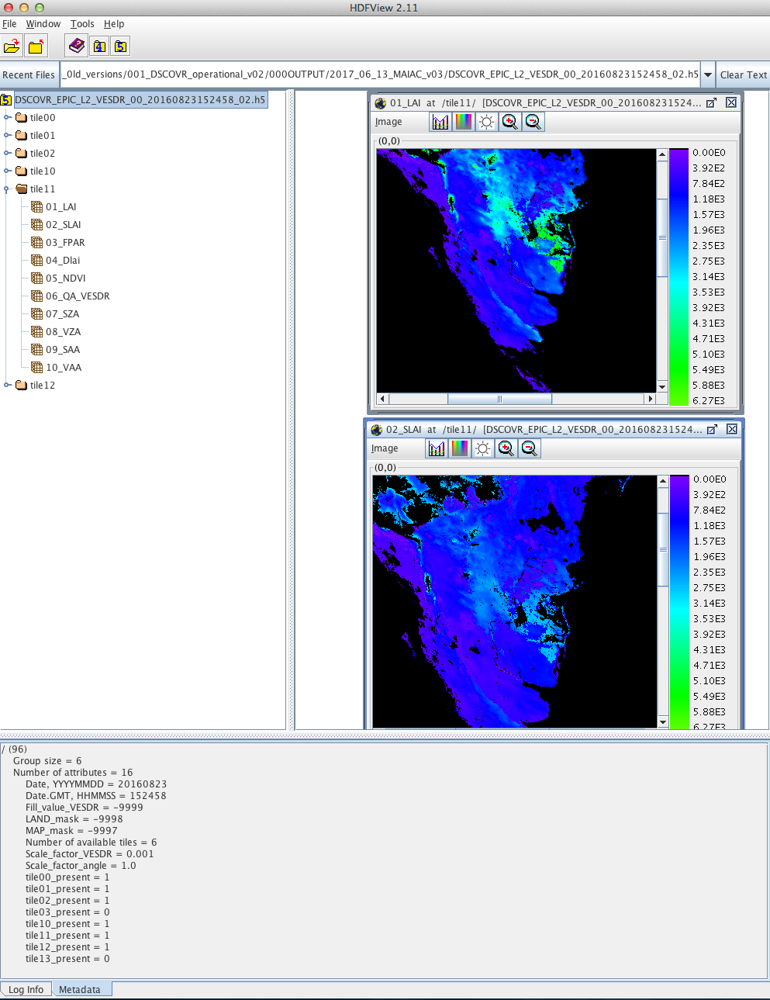 HDFView 2.11
File Window Tools Help
4 5
Recent Files _Old_versions/001_DSCOVR_operational_v02/000OUTPUT/2017_06_13_MAIAC_v03/DSCOVR_EPIC_L2_VESDR_00_20160823152458_02.h5 Clear Text
5 DSCOVR_EPIC_L2_VESDR_00_20160823152458_02.h5
tile00
tile01
tile02
tile10
tile11
01_LAI
02_SLAI
03_FPAR
04_Dlai
05_NDVI
06_QA_VESDR
07_SZA
08_VZA
09_SAA
10_VAA
tile12
01_LAI at /tile11/ [DSCOVR_EPIC_L2_VESDR_00_201608231524...
Image
(0,0)
0.00E0
3.92E2
7.84E2
1.18E3
1.57E3
1.96E3
2.35E3
2.75E3
3.14E3
3.53E3
3.92E3
4.31E3
4.71E3
5.10E3
5.49E3
5.88E3
6.27E3
02_SLAI at /tile11/ [DSCOVR_EPIC_L2_VESDR_00_201608231524...
Image
(0,0)
0.00E0
3.92E2
7.84E2
1.18E3
1.57E3
1.96E3
2.35E3
2.75E3
3.14E3
3.53E3
3.92E3
4.31E3
4.71E3
5.10E3
5.49E3
5.88E3
6.27E3
/ (96)
Group size = 6
Number of attributes = 16
Date, YYYYMMDD = 20160823
Date.GMT, HHMMSS = 152458
Fill_value_VESDR = -9999
LAND_mask = -9998
MAP_mask = -9997
Number of available tiles = 6
Scale_factor_VESDR = 0.001
Scale_factor_angle = 1.0
tile00_present = 1
tile01_present = 1
tile02_present = 1
tile03_present = 0
tile10_present = 1
tile11_present = 1
tile12_present = 1
tile13_present = 0
Log Info Metadata